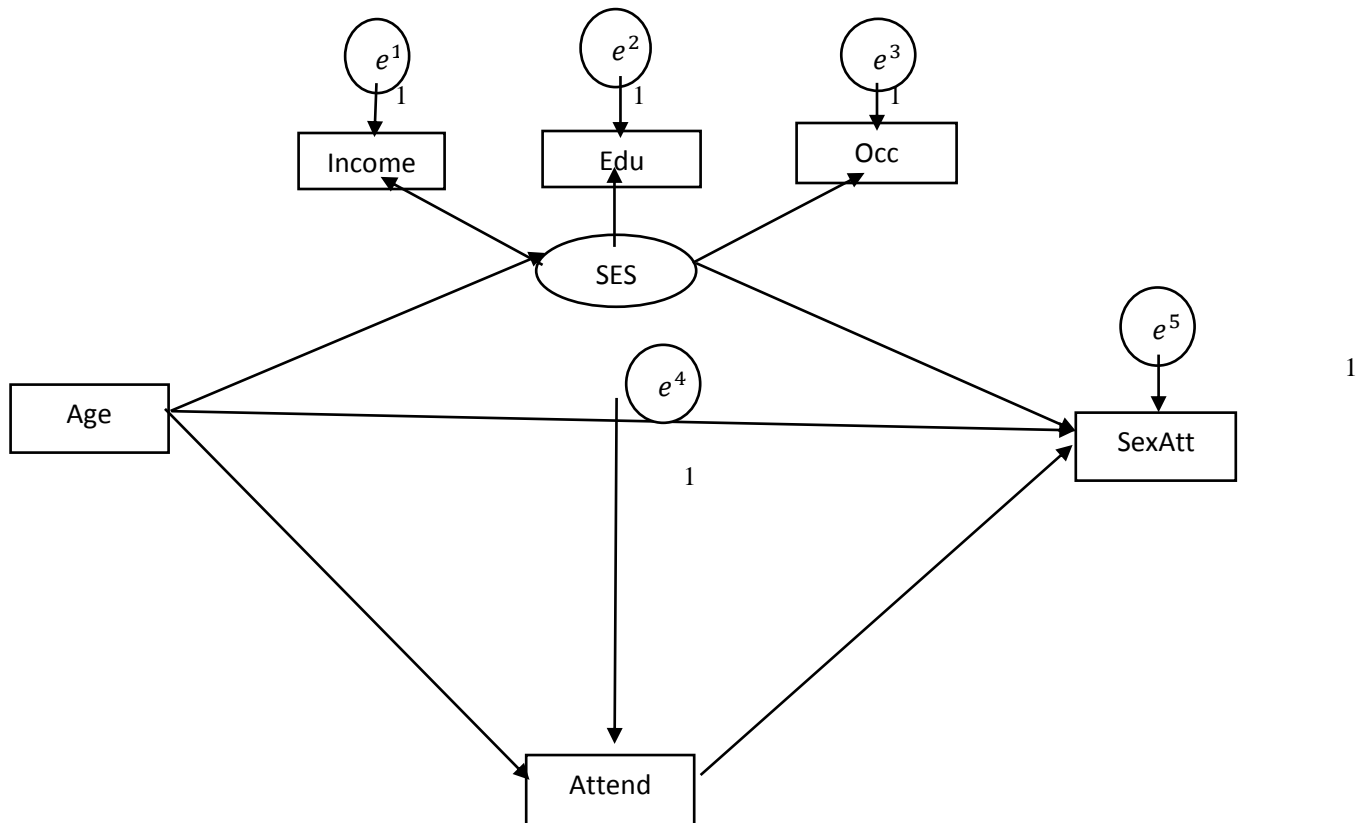 e¹
e²
e³
1
1
1
Income
Edu
Occ
SES
e⁵
e⁴
1
Age
SexAtt
1
Attend